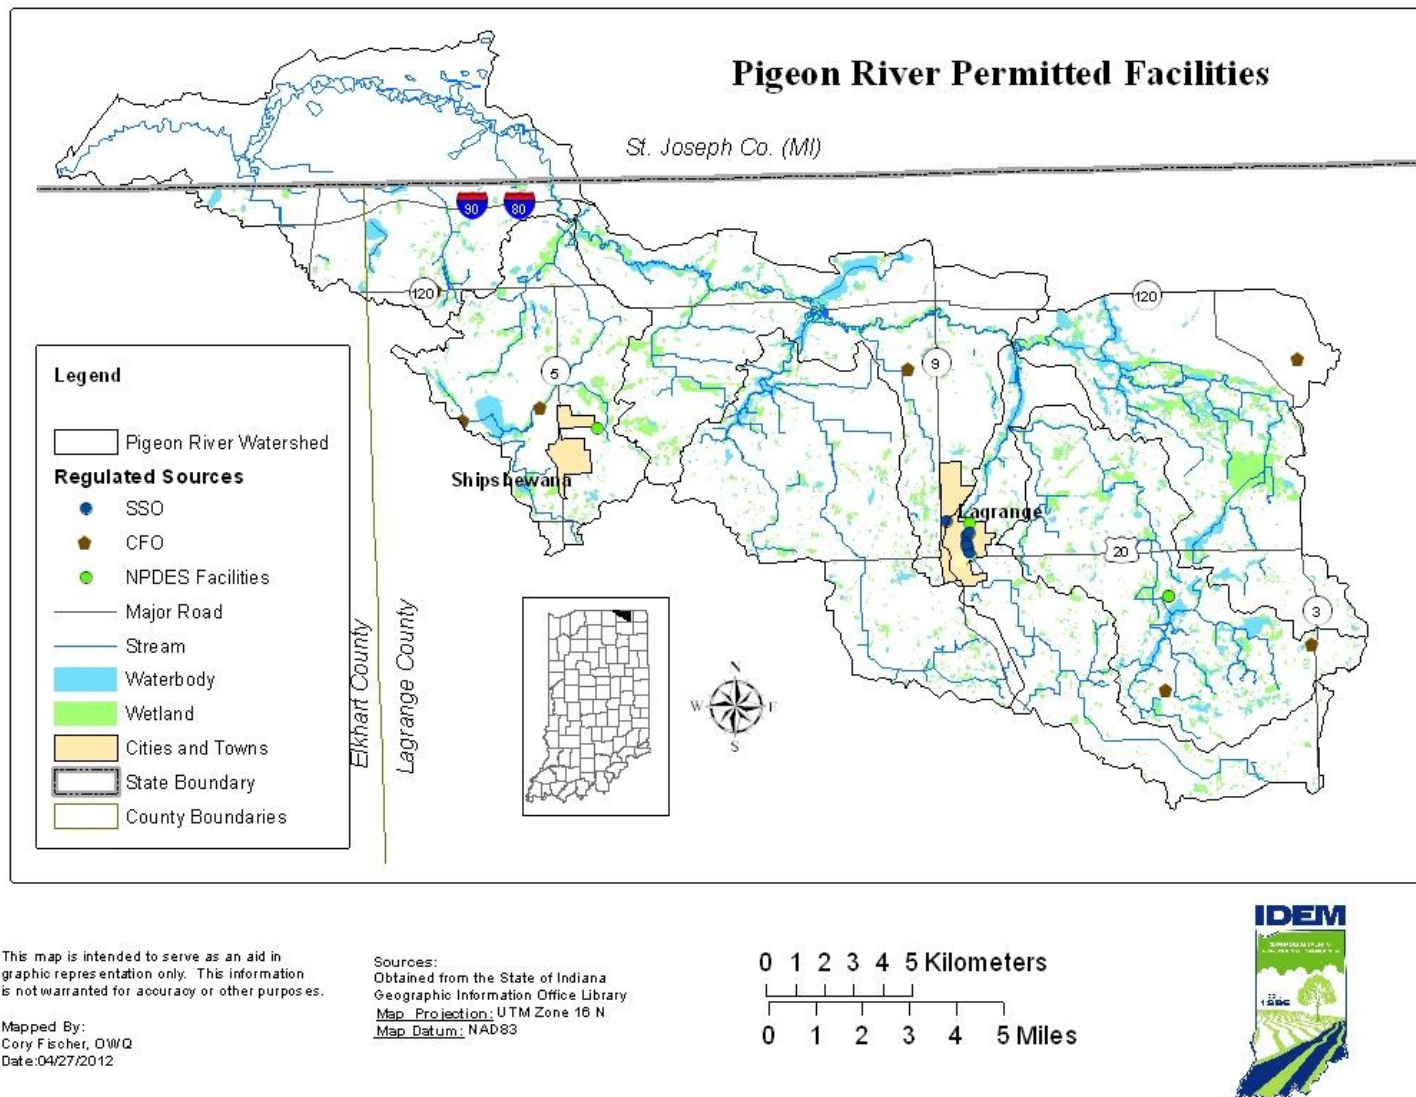 Pigeon River Permitted Facilities
St. Joseph Co. (MI)
90
80
120
120
5
9
Shipshewana
Lagrange
20
3
Legend
Pigeon River Watershed
Regulated Sources
SSO
CFO
NPDES Facilities
Major Road
Stream
Waterbody
Wetland
Cities and Towns
State Boundary
County Boundaries
Elkhart County
Lagrange County
N
W E
S
This map is intended to serve as an aid in
graphic representation only. This information
is not warranted for accuracy or other purposes.
Mapped By:
Cory Fischer, OWQ
Date:04/27/2012
Sources:
Obtained from the State of Indiana
Geographic Information Office Library
Map Projection: UTM Zone 16 N
Map Datum: NAD83
0 1 2 3 4 5 Kilometers
0 1 2 3 4 5 Miles
IDEM